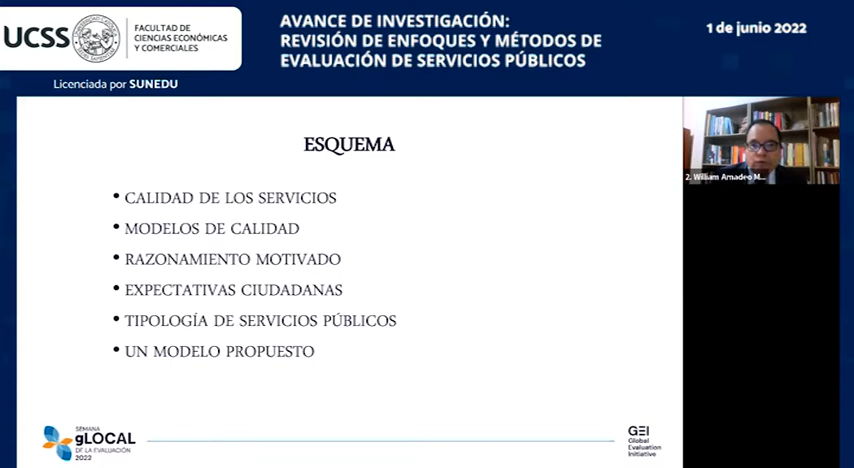 UCSS
FACULTAD DE
CIENCIAS ECONÓMICAS
Y COMERCIALES
Licenciada por SUNEDU
AVANCE DE INVESTIGACIÓN:
REVISIÓN DE ENFOQUES Y MÉTODOS DE
EVALUACIÓN DE SERVICIOS PÚBLICOS
1 de junio 2022
ESQUEMA
• CALIDAD DE LOS SERVICIOS
• MODELOS DE CALIDAD
• RAZONAMIENTO MOTIVADO
• EXPECTATIVAS CIUDADANAS
• TIPOLOGÍA DE SERVICIOS PÚBLICOS
• UN MODELO PROPUESTO
2. William Amadeo M...
SEMANA
gLOCAL
DE LA EVALUACIÓN
2022
GEI
Global
Evaluation
Initiative